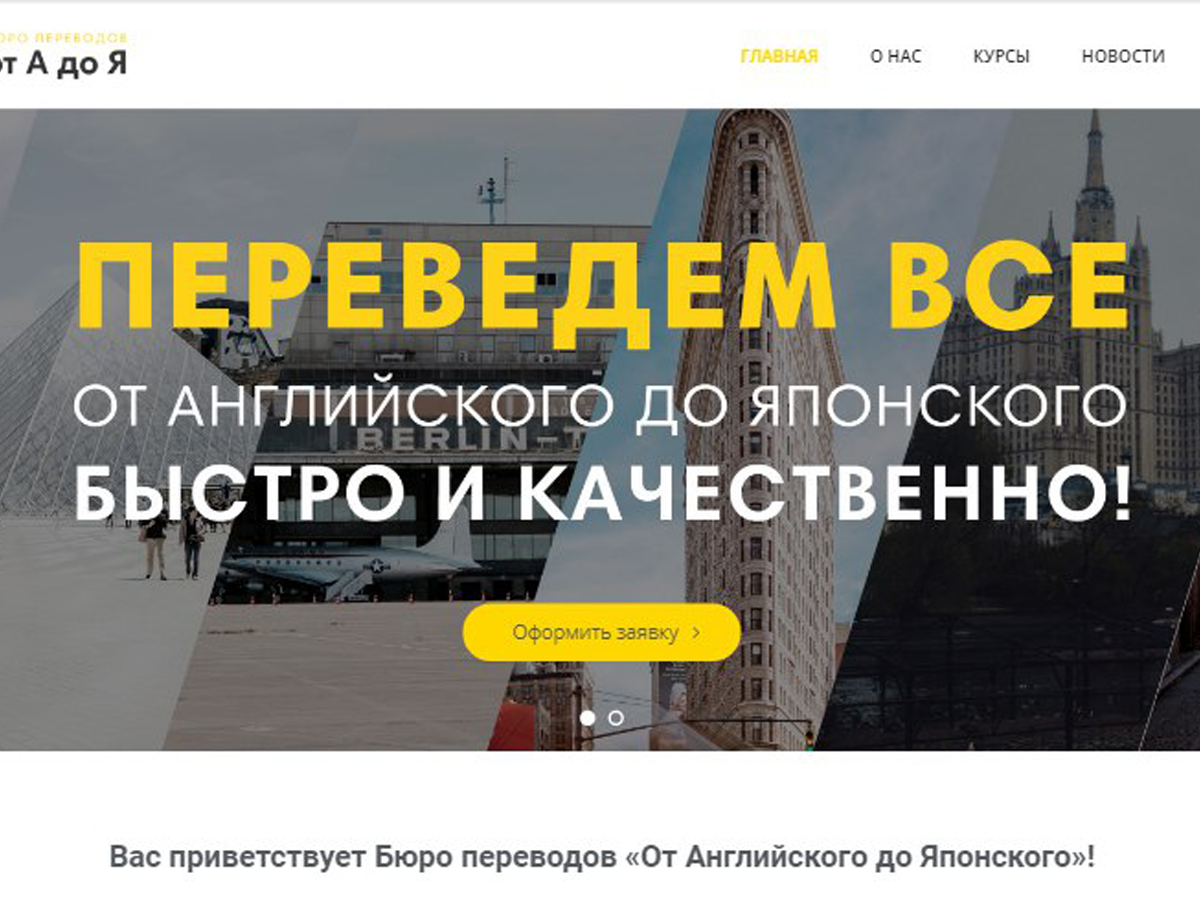 БЮРО ПЕРЕВОДОВ
от А до Я
ГЛАВНАЯ О НАС КУРСЫ НОВОСТИ
ПЕРЕВЕДЕМ ВСЕ
ОТ АНГЛИЙСКОГО ДО ЯПОНСКОГО
BERLIN-T
БЫСТРО И КАЧЕСТВЕННО!
Оформить заявку
Вас приветствует Бюро переводов «От Английского до Японского»!